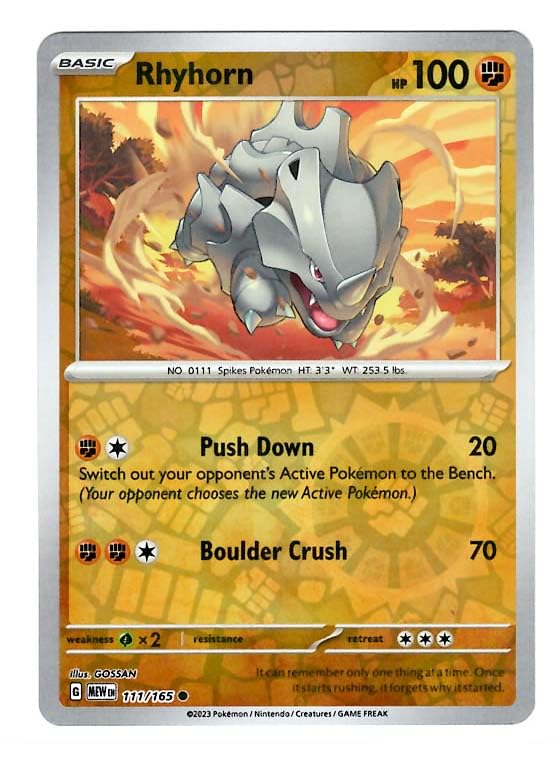 BASIC
Rhyhorn
HP 100
NO. 0111 Spikes Pokémon HT: 3'3" WT: 253.5 lbs.
Push Down 20
Switch out your opponent's Active Pokémon to the Bench.
(Your opponent chooses the new Active Pokémon.)
Boulder Crush 70
weakness ×2 resistance retreat
Illus. GOSSAN
It can remember only one thing at a time. Once
it starts rushing, it forgets why it started.
G MEW EN 111/165
©2023 Pokémon / Nintendo / Creatures / GAME FREAK